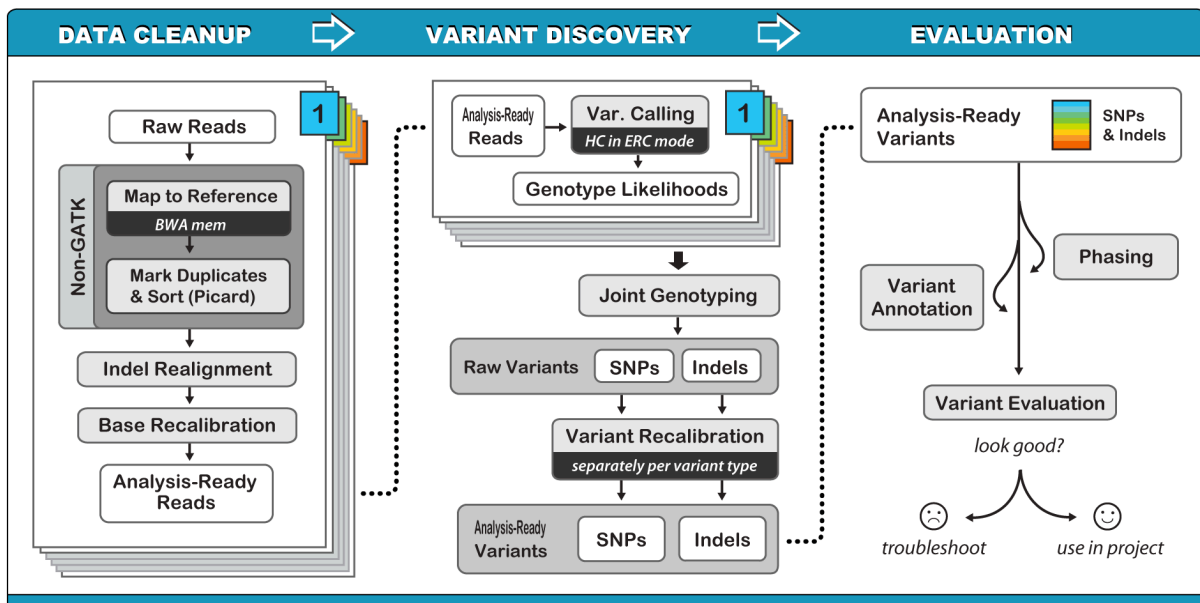 DATA CLEANUP
VARIANT DISCOVERY
EVALUATION
1
Raw Reads
Non-GATK
Map to Reference
BWA mem
Mark Duplicates
& Sort (Picard)
Indel Realignment
Base Recalibration
Analysis-Ready
Reads
1
Analysis-Ready
Reads
Var. Calling
HC in ERC mode
Genotype Likelihoods
Joint Genotyping
Raw Variants
SNPs
Indels
Variant Recalibration
separately per variant type
Analysis-Ready
Variants
SNPs
Indels
Analysis-Ready
Variants
SNPs
& Indels
Phasing
Variant
Annotation
Variant Evaluation
look good?
troubleshoot
use in project